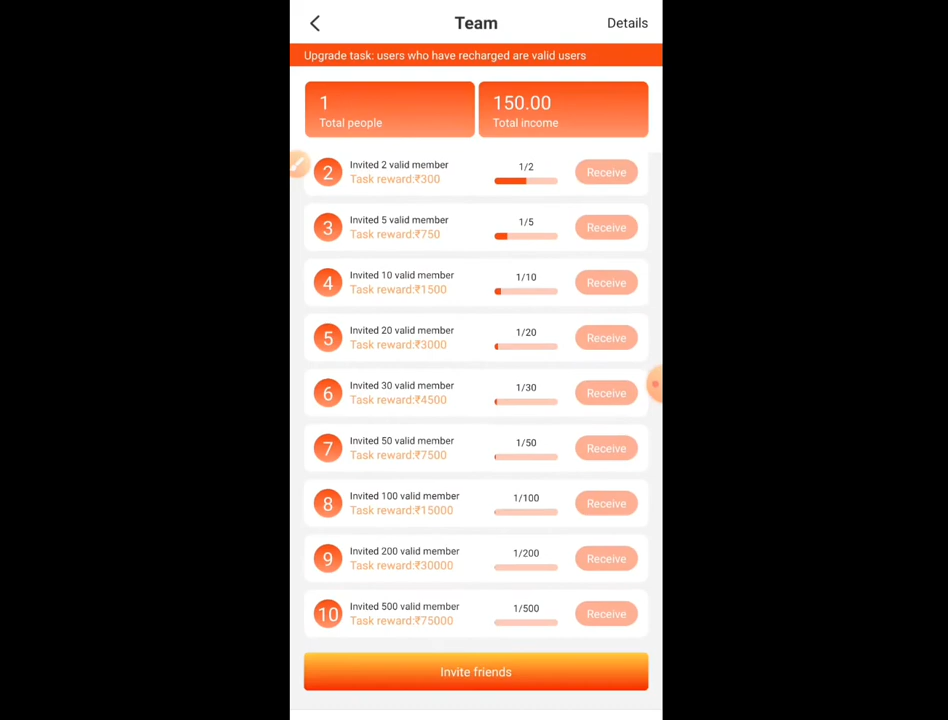 Team
Details
Upgrade task: users who have recharged are valid users
1
Total people
150.00
Total income
2
Invited 2 valid member
Task reward:₹300
1/2
Receive
3
Invited 5 valid member
Task reward:₹750
1/5
Receive
4
Invited 10 valid member
Task reward:₹1500
1/10
Receive
5
Invited 20 valid member
Task reward:₹3000
1/20
Receive
6
Invited 30 valid member
Task reward:₹4500
1/30
Receive
7
Invited 50 valid member
Task reward:₹7500
1/50
Receive
8
Invited 100 valid member
Task reward:₹15000
1/100
Receive
9
Invited 200 valid member
Task reward:₹30000
1/200
Receive
10
Invited 500 valid member
Task reward:₹75000
1/500
Receive
Invite friends